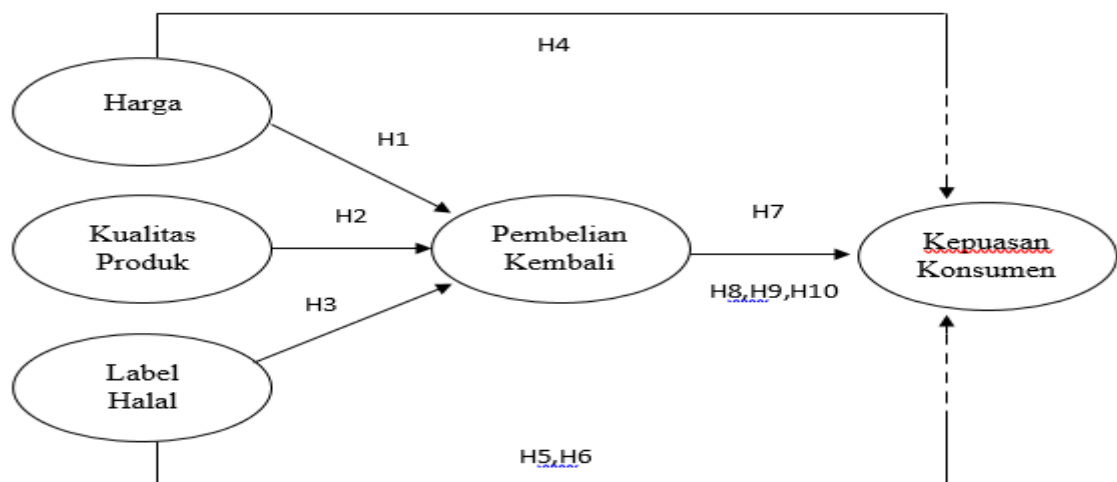 H4
Harga
H1
Kualitas
Produk
H2
Pembelian
Kembali
H7
Kepuasan
Konsumen
H8,H9,H10
H3
Label
Halal
H5,H6